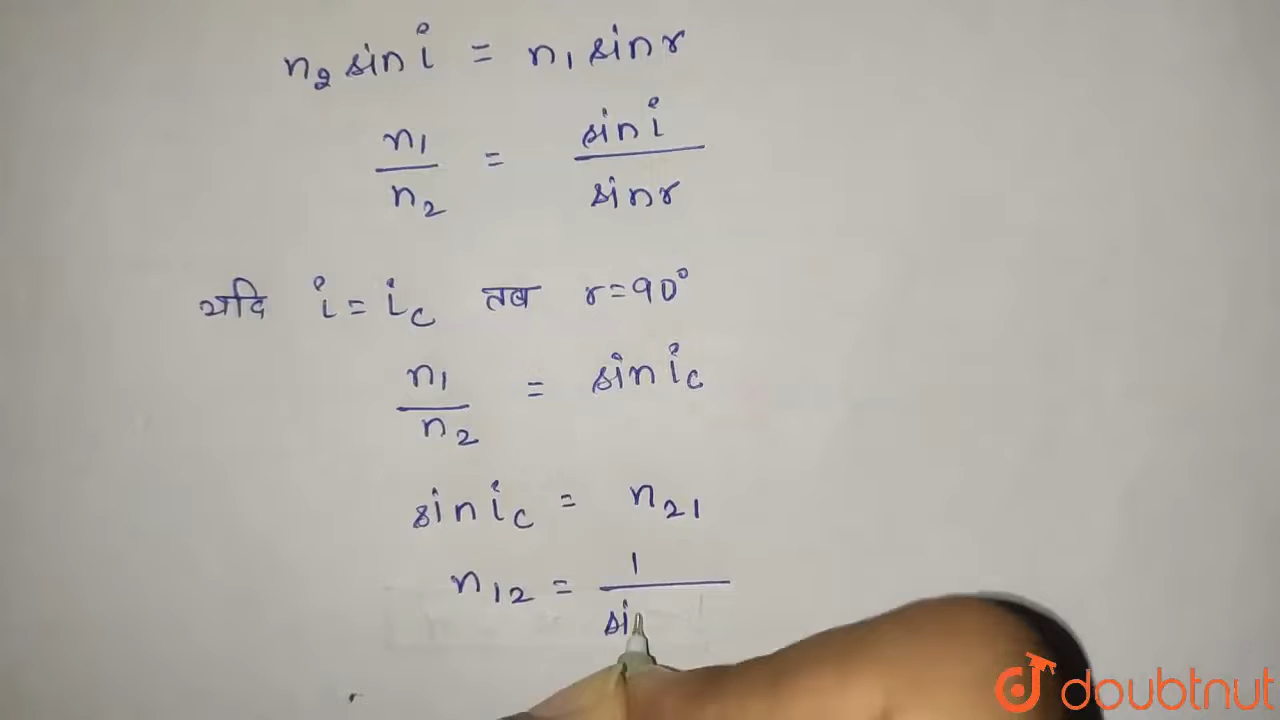 n₂ sin i = n₁ sin r
n₁/n₂ = sin i / sin r
यदि i = i_c तब r = 90°
n₁/n₂ = sin i_c
sin i_c = n₂₁
n₁₂ = 1/si
doubtnut